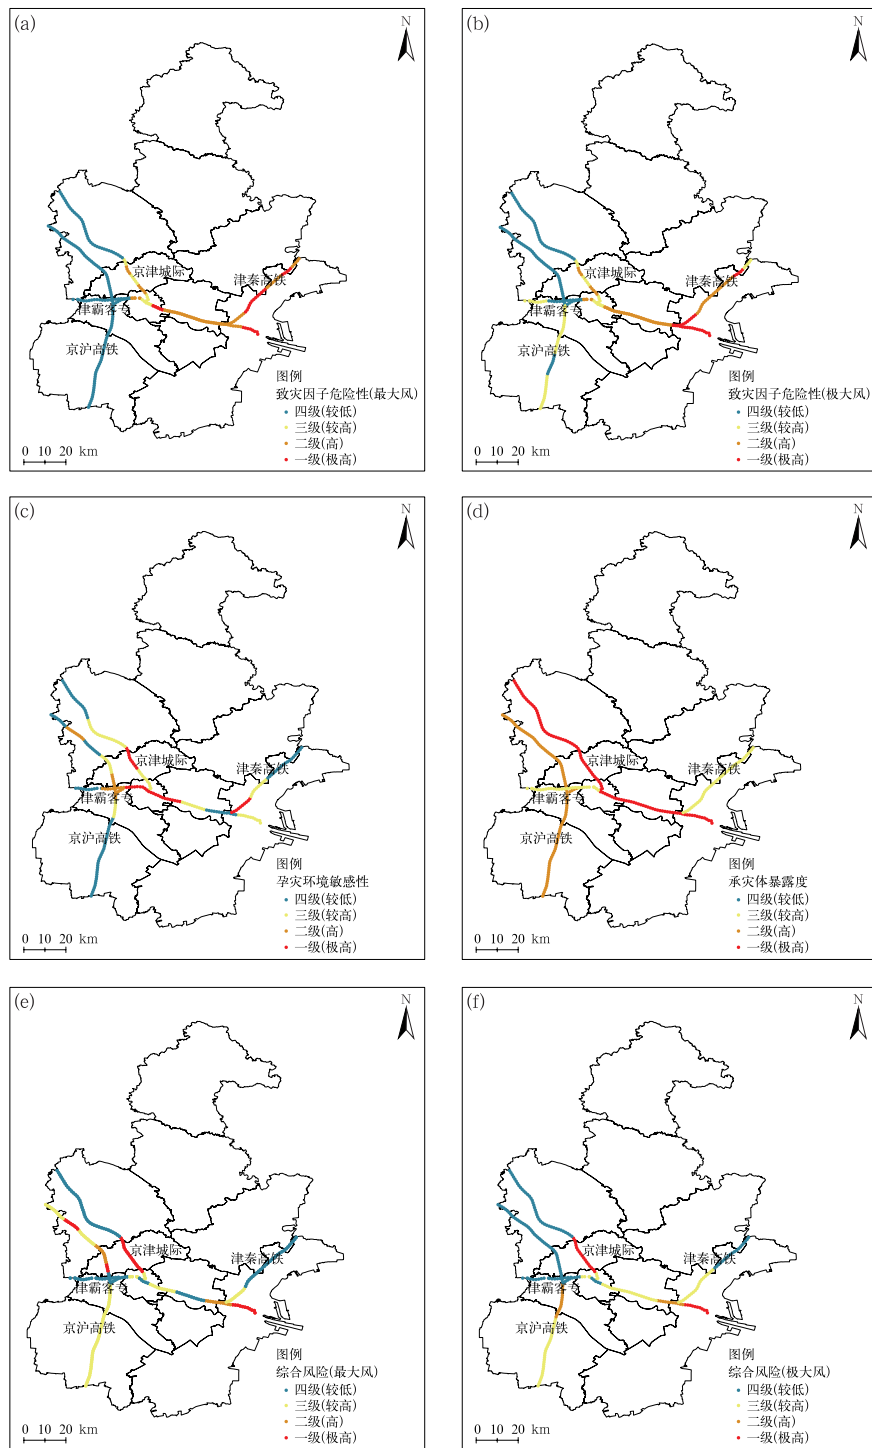 (a)
N
京津城际
津秦高铁
津霸客专
京沪高铁
图例
致灾因子危险性(最大风)
四级(较低)
三级(较高)
二级(高)
一级(极高)
0 10 20 km
(b)
N
京津城际
津秦高铁
津霸客专
京沪高铁
图例
致灾因子危险性(极大风)
四级(较低)
三级(较高)
二级(高)
一级(极高)
0 10 20 km
(c)
N
京津城际
津秦高铁
津霸客专
京沪高铁
图例
孕灾环境敏感性
四级(较低)
三级(较高)
二级(高)
一级(极高)
0 10 20 km
(d)
N
京津城际
津秦高铁
津霸客专
京沪高铁
图例
承灾体暴露度
四级(较低)
三级(较高)
二级(高)
一级(极高)
0 10 20 km
(e)
N
京津城际
津秦高铁
津霸客专
京沪高铁
图例
综合风险(最大风)
四级(较低)
三级(较高)
二级(高)
一级(极高)
0 10 20 km
(f)
N
京津城际
津秦高铁
津霸客专
京沪高铁
图例
综合风险(极大风)
四级(较低)
三级(较高)
二级(高)
一级(极高)
0 10 20 km